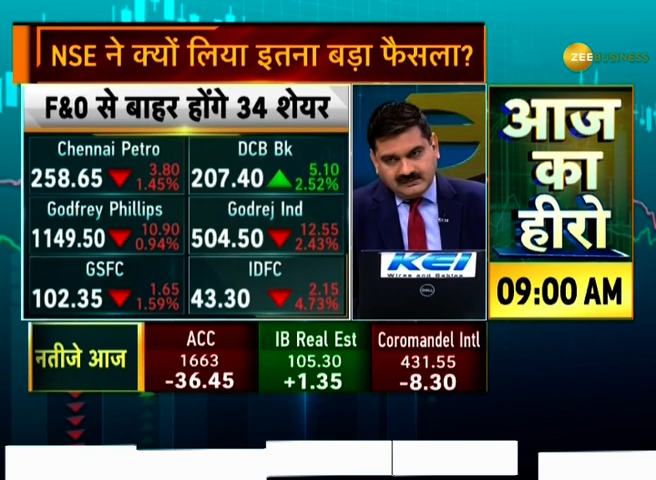 NSE ने क्यों लिया इतना बड़ा फैसला?
ZEE BUSINESS
F&O से बाहर होंगे 34 शेयर
Chennai Petro
258.65 3.80
1.45%
DCB Bk
207.40 5.10
2.52%
Godfrey Phillips
1149.50 10.90
0.94%
Godrej Ind
504.50 12.55
2.43%
GSFC
102.35 1.65
1.59%
IDFC
43.30 2.15
4.73%
KEI
Wires and Cables
DELL
आज
का
हीरो
09:00 AM
नतीजे आज
ACC
1663
-36.45
IB Real Est
105.30
+1.35
Coromandel Intl
431.55
-8.30